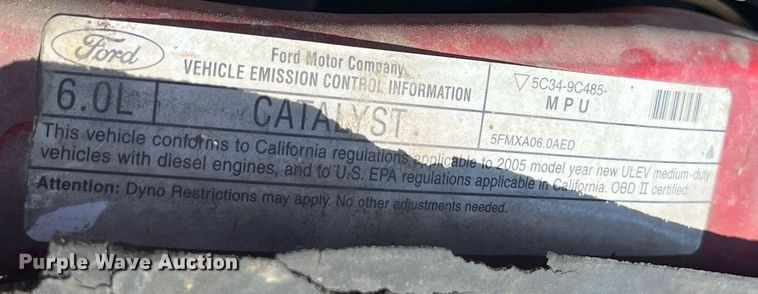 Ford
Ford Motor Company
VEHICLE EMISSION CONTROL INFORMATION
5C34-9C485-
MPU
6.0L
CATALYST
5FMXA06.0AED
This vehicle conforms to California regulations applicable to 2005 model year new ULEV medium-duty
vehicles with diesel engines, and to U.S. EPA regulations applicable in California. OBD II certified.
Attention: Dyno Restrictions may apply. No other adjustments needed.
Purple Wave Auction